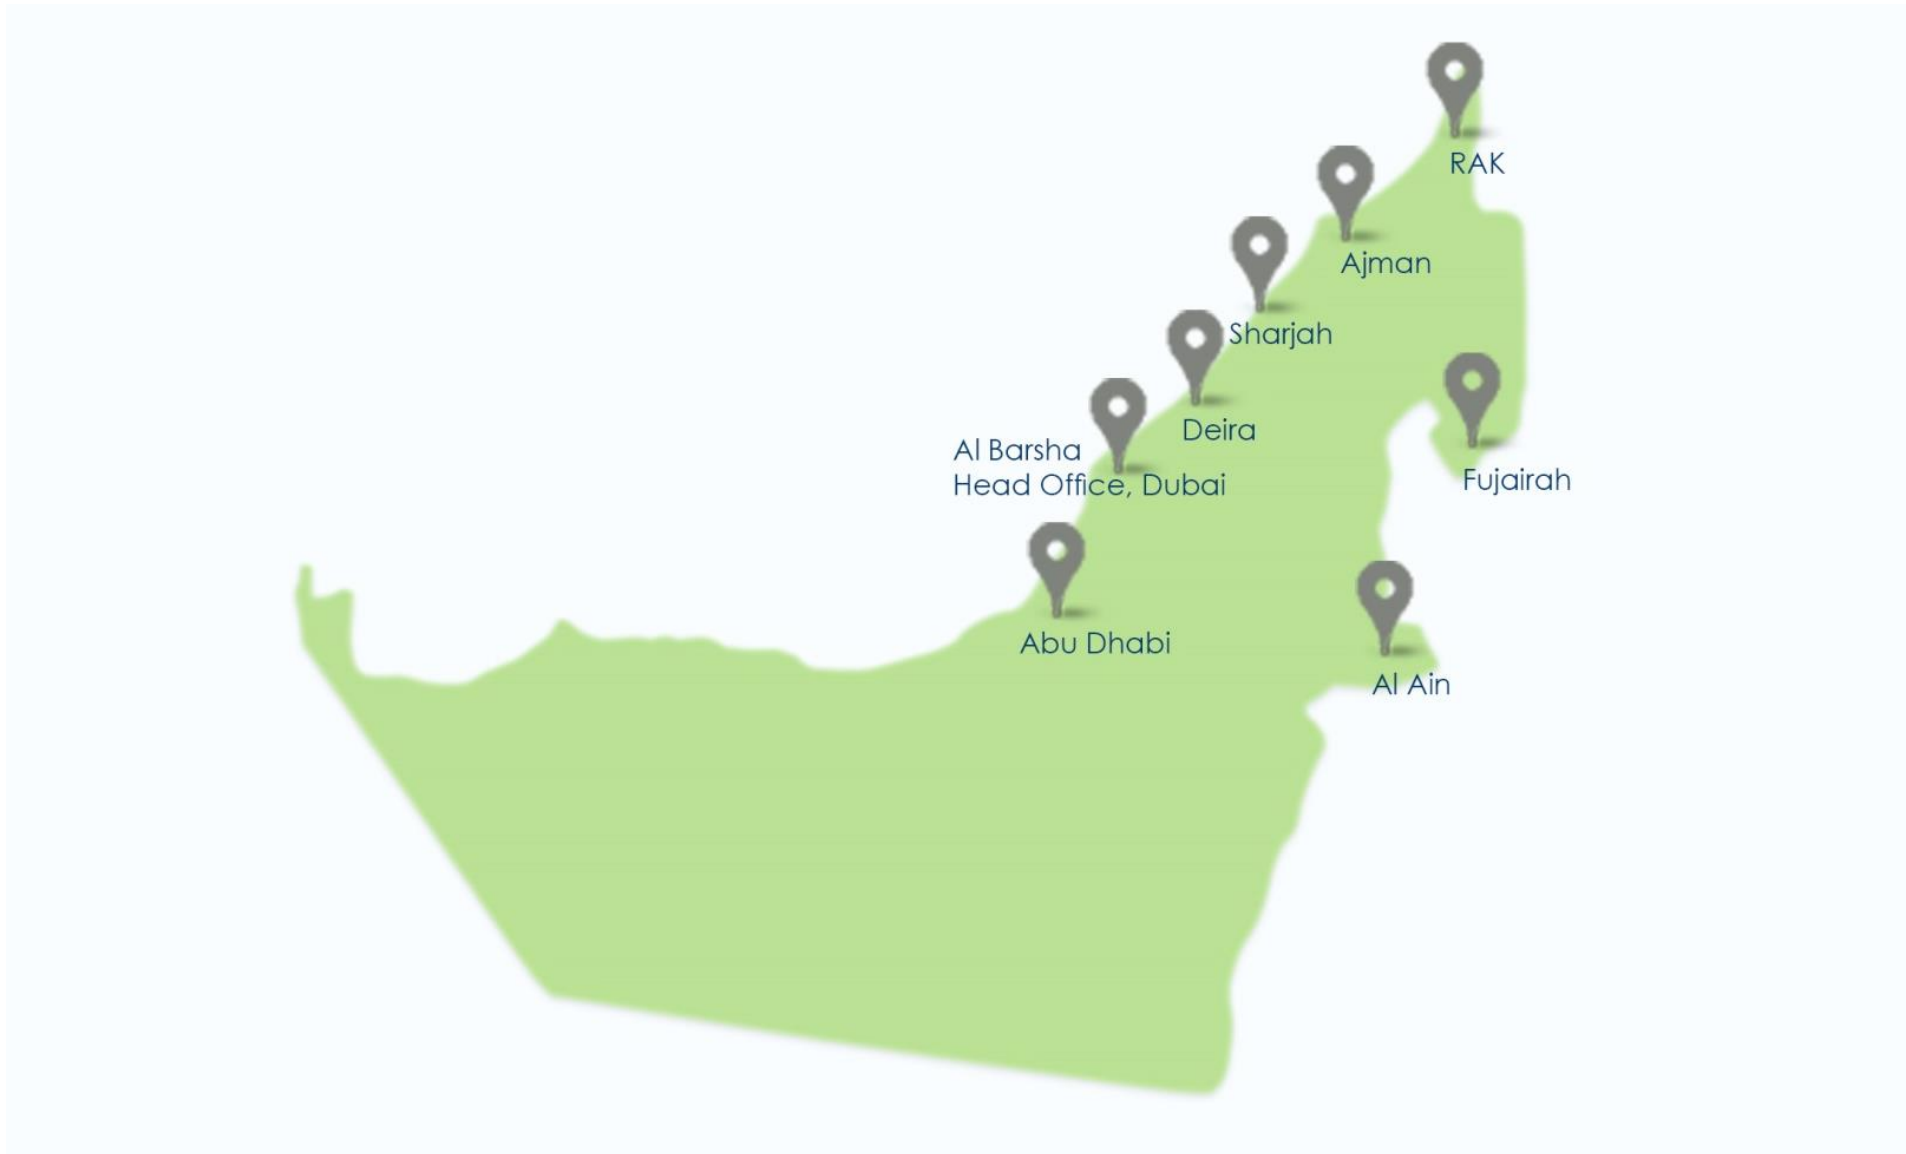 RAK
Ajman
Sharjah
Deira
Al Barsha
Head Office, Dubai
Fujairah
Abu Dhabi
Al Ain